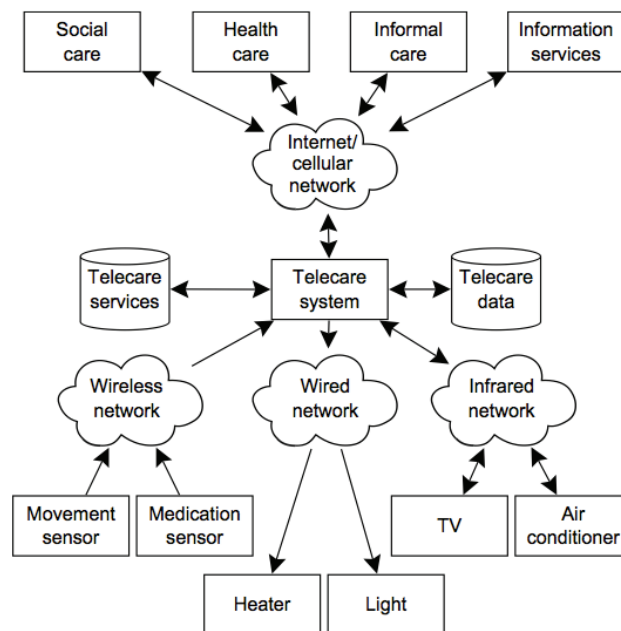 Social
care
Health
care
Informal
care
Information
services
Internet/
cellular
network
Telecare
services
Telecare
system
Telecare
data
Wireless
network
Wired
network
Infrared
network
Movement
sensor
Medication
sensor
TV
Air
conditioner
Heater
Light